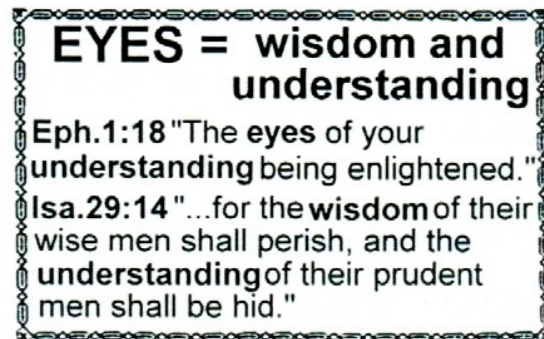 EYES = wisdom and
understanding
Eph.1:18 "The eyes of your
understanding being enlightened."
Isa.29:14 "...for the wisdom of their
wise men shall perish, and the
understanding of their prudent
men shall be hid."